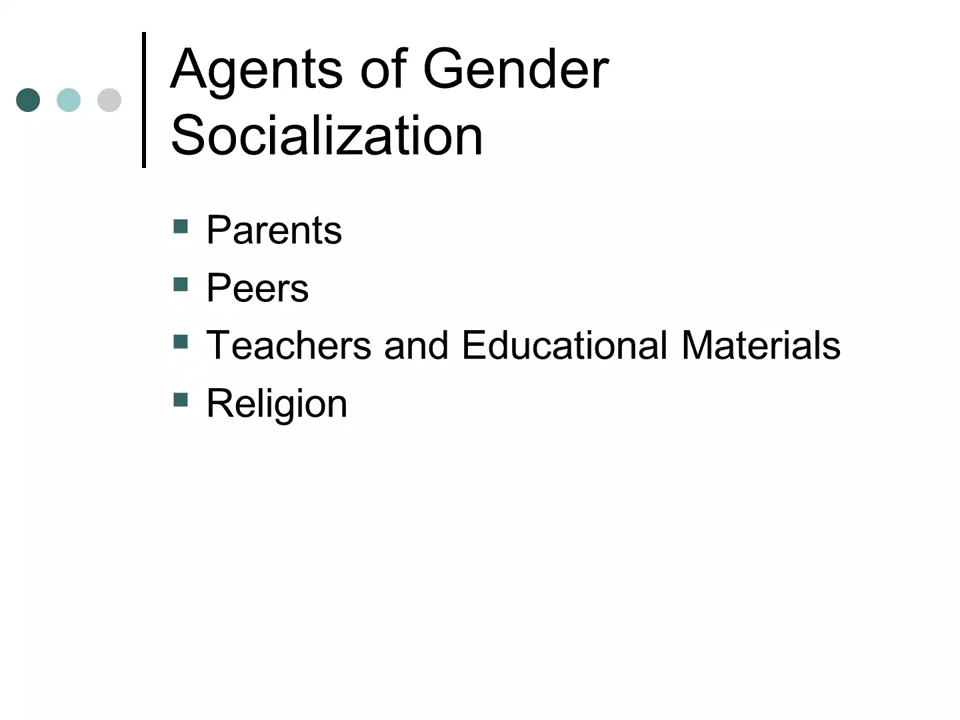 Agents of Gender
Socialization
Parents
Peers
Teachers and Educational Materials
Religion